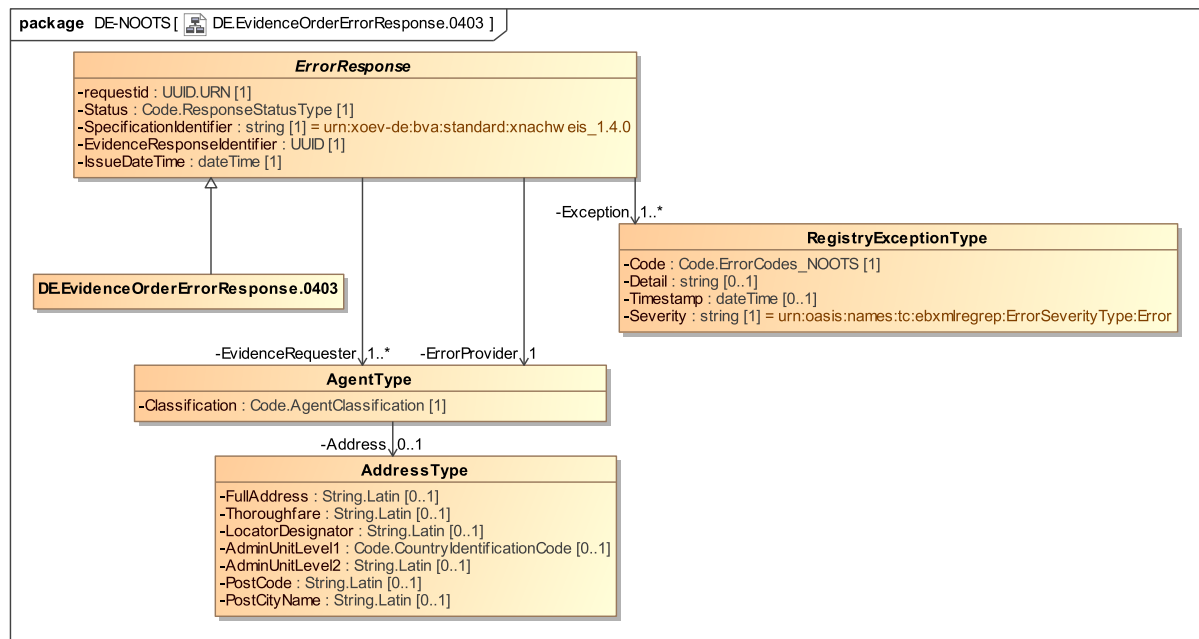 package DE-NOOTS [ DE.EvidenceOrderErrorResponse.0403 ]
ErrorResponse
-requestid : UUID.URN [1]
-Status : Code.ResponseStatusType [1]
-SpecificationIdentifier : string [1] = urn:xoev-de:bva:standard:xnachw eis_1.4.0
-EvidenceResponseIdentifier : UUID [1]
-IssueDateTime : dateTime [1]
-Exception 1..*
RegistryExceptionType
-Code : Code.ErrorCodes_NOOTS [1]
-Detail : string [0..1]
-Timestamp : dateTime [0..1]
-Severity : string [1] = urn:oasis:names:tc:ebxmlregrep:ErrorSeverityType:Error
DE.EvidenceOrderErrorResponse.0403
-EvidenceRequester 1..*
-ErrorProvider 1
AgentType
-Classification : Code.AgentClassification [1]
-Address 0..1
AddressType
-FullAddress : String.Latin [0..1]
-Thoroughfare : String.Latin [0..1]
-LocatorDesignator : String.Latin [0..1]
-AdminUnitLevel1 : Code.CountryIdentificationCode [0..1]
-AdminUnitLevel2 : String.Latin [0..1]
-PostCode : String.Latin [0..1]
-PostCityName : String.Latin [0..1]